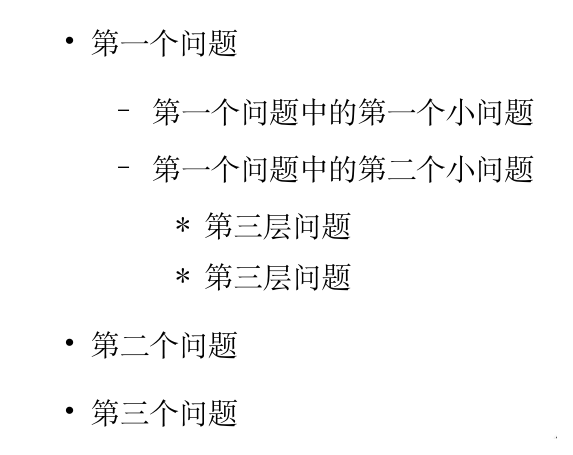 • 第一个问题
– 第一个问题中的第一个小问题
– 第一个问题中的第二个小问题
* 第三层问题
* 第三层问题
• 第二个问题
• 第三个问题